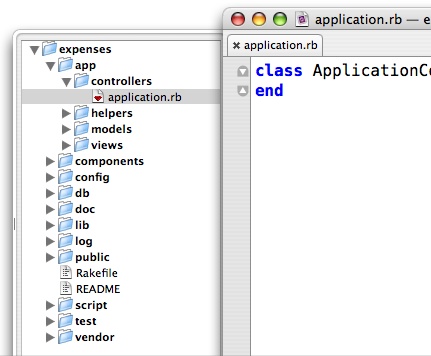 expenses
app
controllers
application.rb
helpers
models
views
components
config
db
doc
lib
log
public
Rakefile
README
script
test
vendor
application.rb — e
× application.rb
class ApplicationCo
end